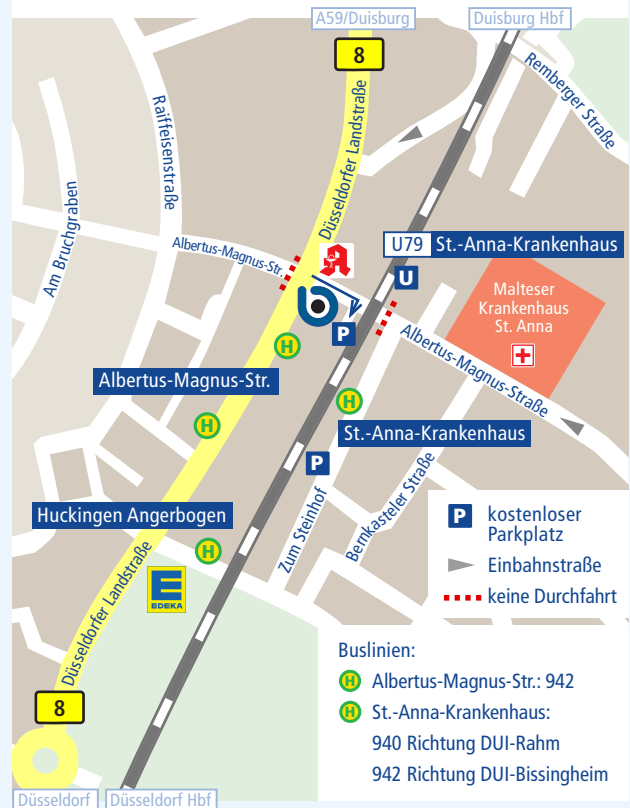 A59/Duisburg
Duisburg Hbf
8
Remberger Straße
Raiffeisenstraße
Düsseldorfer Landstraße
Am Bruchgraben
Albertus-Magnus-Str.
U79 St.-Anna-Krankenhaus
U
Malteser
Krankenhaus
St. Anna
P
Albertus-Magnus-Straße
H
Albertus-Magnus-Str.
H
H
St.-Anna-Krankenhaus
P
Bernkasteler Straße
Zum Steinhof
Huckingen Angerbogen
H
E
EDEKA
Düsseldorfer Landstraße
P kostenloser
Parkplatz
Einbahnstraße
keine Durchfahrt
Buslinien:
H Albertus-Magnus-Str.: 942
H St.-Anna-Krankenhaus:
940 Richtung DUI-Rahm
942 Richtung DUI-Bissingheim
8
Düsseldorf
Düsseldorf Hbf